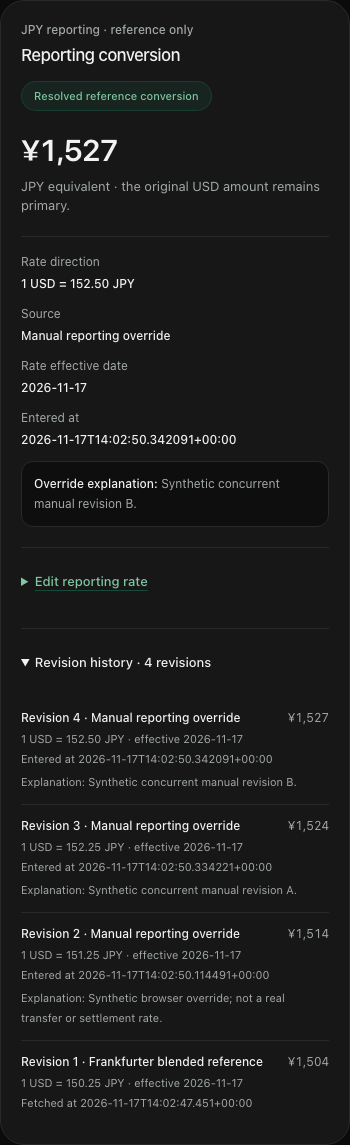 JPY reporting · reference only
Reporting conversion
Resolved reference conversion
¥1,527
JPY equivalent · the original USD amount remains
primary.
Rate direction
1 USD = 152.50 JPY
Source
Manual reporting override
Rate effective date
2026-11-17
Entered at
2026-11-17T14:02:50.342091+00:00
Override explanation: Synthetic concurrent
manual revision B.
Edit reporting rate
Revision history · 4 revisions
Revision 4 · Manual reporting override ¥1,527
1 USD = 152.50 JPY · effective 2026-11-17
Entered at 2026-11-17T14:02:50.342091+00:00
Explanation: Synthetic concurrent manual revision B.
Revision 3 · Manual reporting override ¥1,524
1 USD = 152.25 JPY · effective 2026-11-17
Entered at 2026-11-17T14:02:50.334221+00:00
Explanation: Synthetic concurrent manual revision A.
Revision 2 · Manual reporting override ¥1,514
1 USD = 151.25 JPY · effective 2026-11-17
Entered at 2026-11-17T14:02:50.114491+00:00
Explanation: Synthetic browser override; not a real
transfer or settlement rate.
Revision 1 · Frankfurter blended reference ¥1,504
1 USD = 150.25 JPY · effective 2026-11-17
Fetched at 2026-11-17T14:02:47.451+00:00